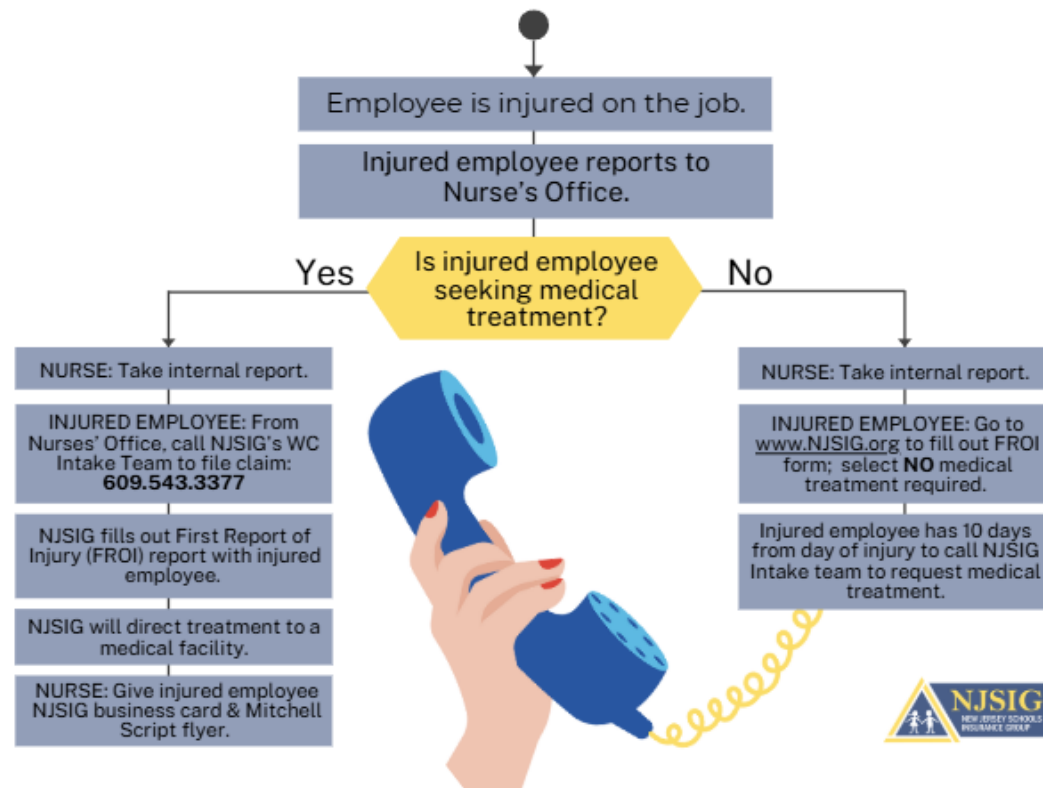 Employee is injured on the job.
Injured employee reports to
Nurse's Office.
Is injured employee
seeking medical
treatment?
Yes
No
NURSE: Take internal report.
INJURED EMPLOYEE: From
Nurses' Office, call NJSIG's WC
Intake Team to file claim:
609.543.3377
NJSIG fills out First Report of
Injury (FROI) report with injured
employee.
NJSIG will direct treatment to a
medical facility.
NURSE: Give injured employee
NJSIG business card & Mitchell
Script flyer.
NURSE: Take internal report.
INJURED EMPLOYEE: Go to
www.NJSIG.org to fill out FROI
form; select NO medical
treatment required.
Injured employee has 10 days
from day of injury to call NJSIG
Intake team to request medical
treatment.
NJSIG
NEW JERSEY SCHOOLS
INSURANCE GROUP